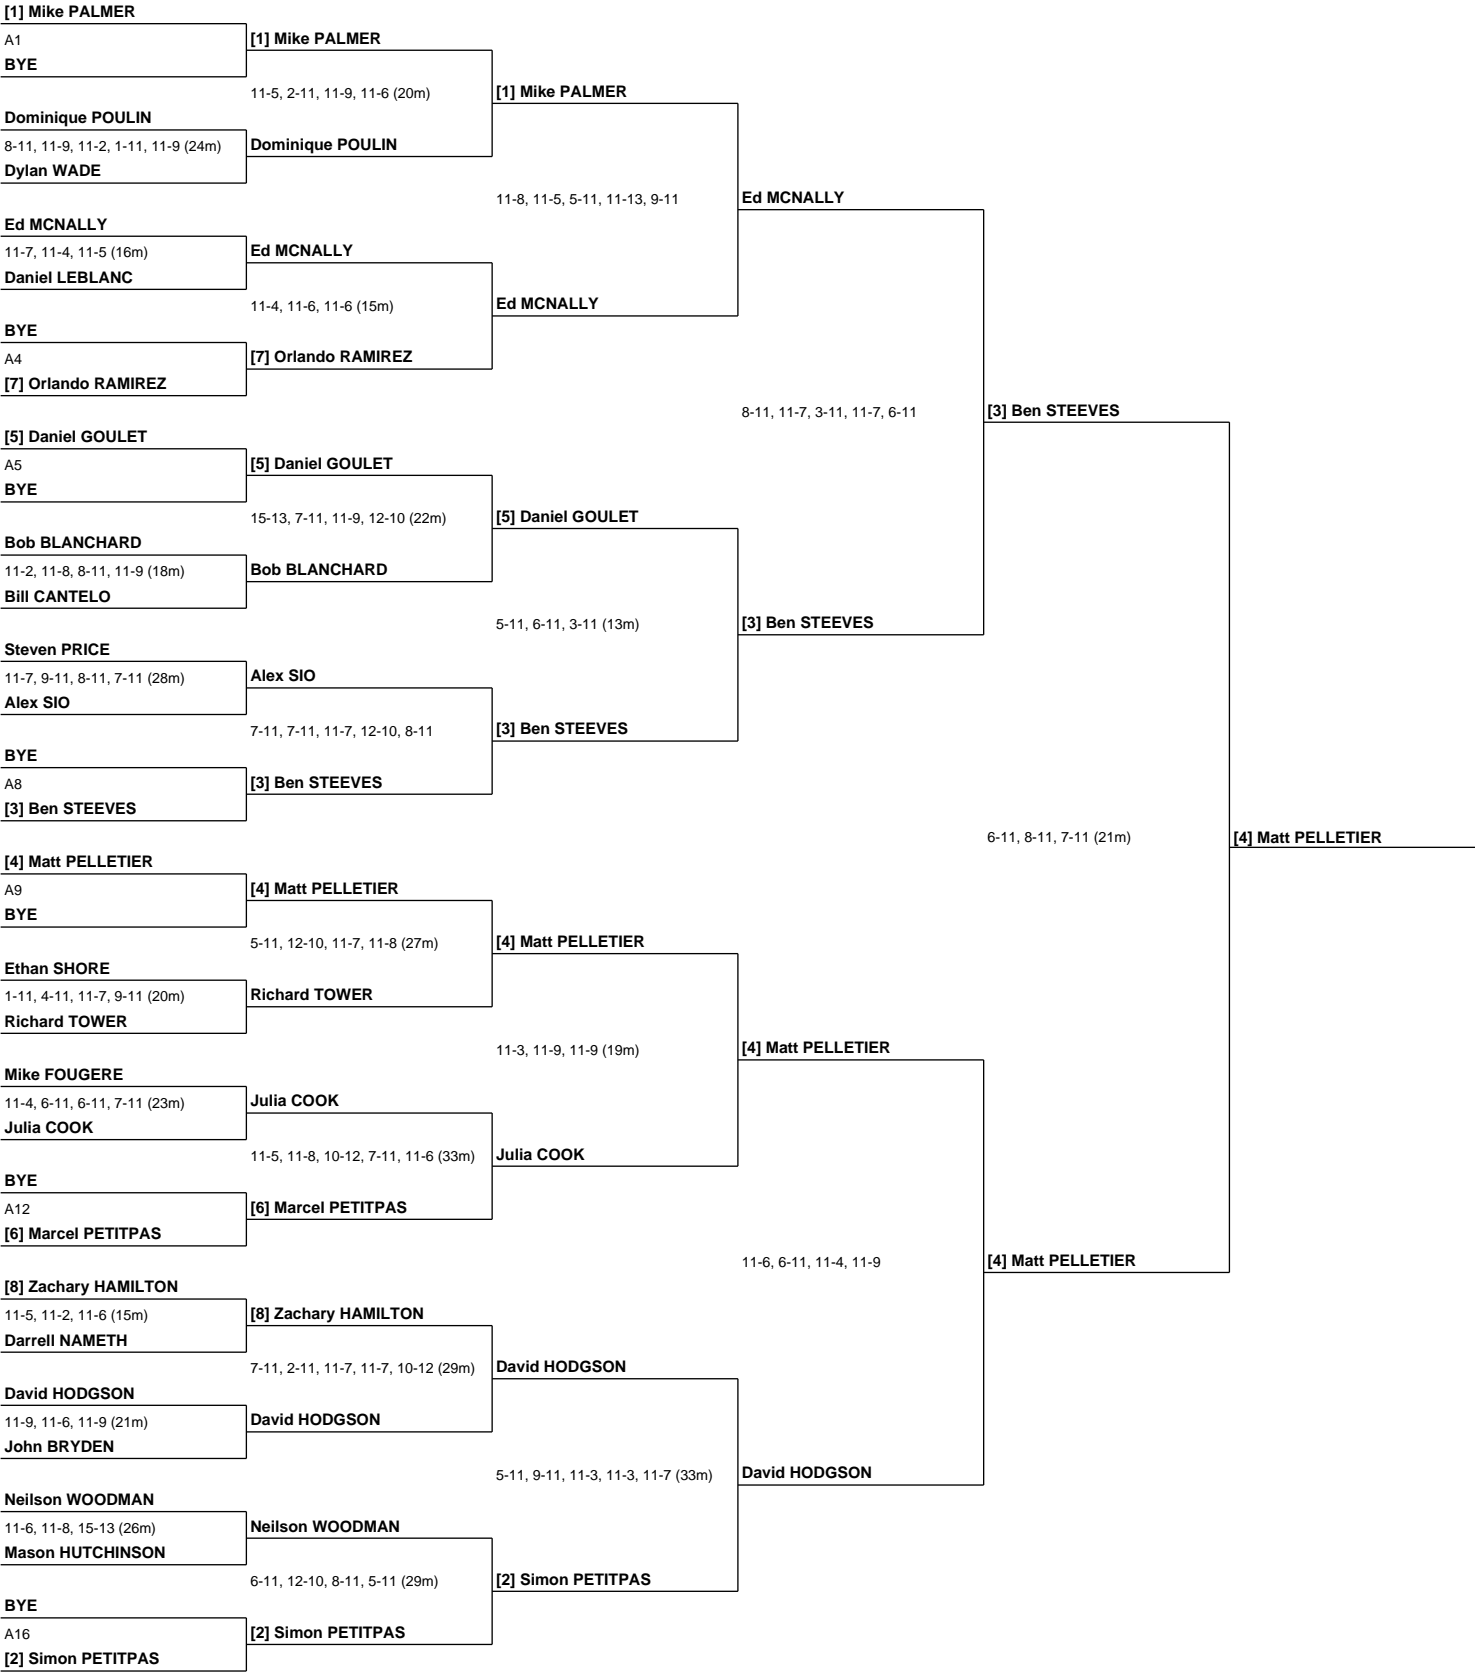 [1] Mike PALMER
A1
BYE
Dominique POULIN
8-11, 11-9, 11-2, 1-11, 11-9 (24m)
Dylan WADE
Ed MCNALLY
11-7, 11-4, 11-5 (16m)
Daniel LEBLANC
BYE
A4
[7] Orlando RAMIREZ
[5] Daniel GOULET
A5
BYE
Bob BLANCHARD
11-2, 11-8, 8-11, 11-9 (18m)
Bill CANTELO
Steven PRICE
11-7, 9-11, 8-11, 7-11 (28m)
Alex SIO
BYE
A8
[3] Ben STEEVES
[4] Matt PELLETIER
A9
BYE
Ethan SHORE
1-11, 4-11, 11-7, 9-11 (20m)
Richard TOWER
Mike FOUGERE
11-4, 6-11, 6-11, 7-11 (23m)
Julia COOK
BYE
A12
[6] Marcel PETITPAS
[8] Zachary HAMILTON
11-5, 11-2, 11-6 (15m)
Darrell NAMETH
David HODGSON
11-9, 11-6, 11-9 (21m)
John BRYDEN
Neilson WOODMAN
11-6, 11-8, 15-13 (26m)
Mason HUTCHINSON
BYE
A16
[2] Simon PETITPAS
[1] Mike PALMER
11-5, 2-11, 11-9, 11-6 (20m)
Dominique POULIN
Ed MCNALLY
11-4, 11-6, 11-6 (15m)
[7] Orlando RAMIREZ
[5] Daniel GOULET
15-13, 7-11, 11-9, 12-10 (22m)
Bob BLANCHARD
Alex SIO
7-11, 7-11, 11-7, 12-10, 8-11
[3] Ben STEEVES
[4] Matt PELLETIER
5-11, 12-10, 11-7, 11-8 (27m)
Richard TOWER
Julia COOK
11-5, 11-8, 10-12, 7-11, 11-6 (33m)
[6] Marcel PETITPAS
[8] Zachary HAMILTON
7-11, 2-11, 11-7, 11-7, 10-12 (29m)
David HODGSON
Neilson WOODMAN
6-11, 12-10, 8-11, 5-11 (29m)
[2] Simon PETITPAS
[1] Mike PALMER
11-8, 11-5, 5-11, 11-13, 9-11
Ed MCNALLY
[5] Daniel GOULET
5-11, 6-11, 3-11 (13m)
[3] Ben STEEVES
[4] Matt PELLETIER
11-3, 11-9, 11-9 (19m)
Julia COOK
David HODGSON
5-11, 9-11, 11-3, 11-3, 11-7 (33m)
[2] Simon PETITPAS
Ed MCNALLY
8-11, 11-7, 3-11, 11-7, 6-11
[3] Ben STEEVES
[4] Matt PELLETIER
11-6, 6-11, 11-4, 11-9
David HODGSON
[3] Ben STEEVES
6-11, 8-11, 7-11 (21m)
[4] Matt PELLETIER
[4] Matt PELLETIER